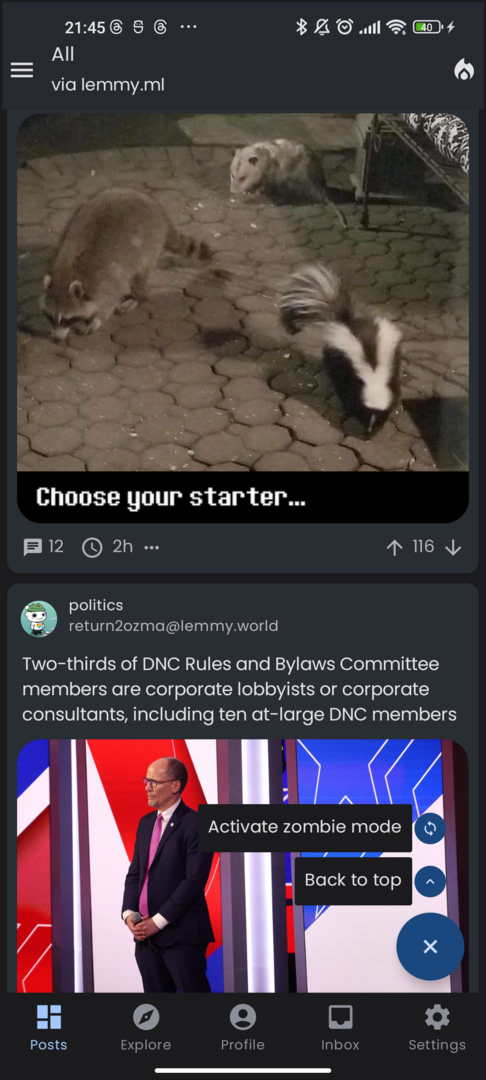 21:45
40
All
via lemmy.ml
Choose your starter...
12
2h
116
politics
return2ozma@lemmy.world
Two-thirds of DNC Rules and Bylaws Committee
members are corporate lobbyists or corporate
consultants, including ten at-large DNC members
Activate zombie mode
Back to top
Posts
Explore
Profile
Inbox
Settings